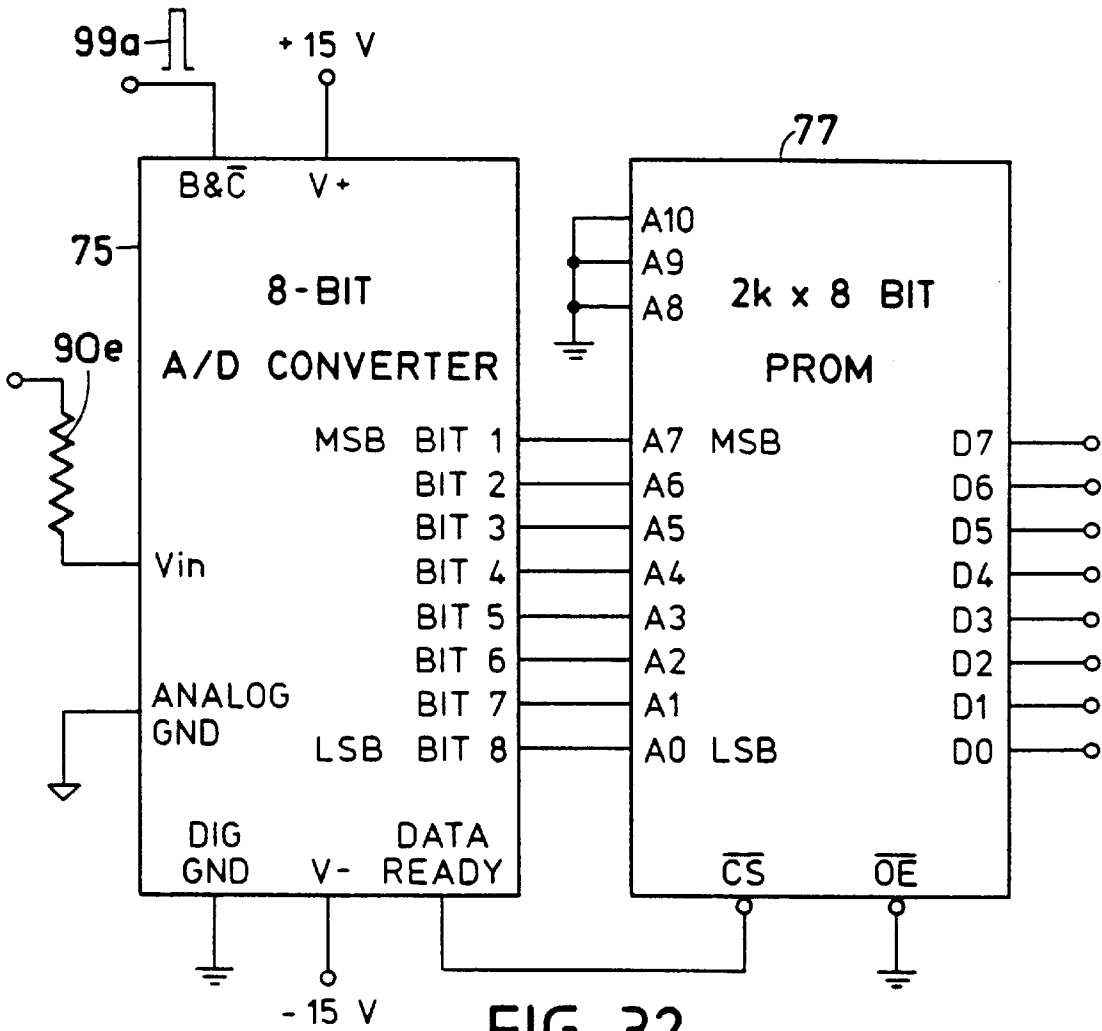 99a
+15 V
77
B&C̅ V+
75
8-BIT
A/D CONVERTER
90e
MSB BIT 1
BIT 2
BIT 3
BIT 4
BIT 5
BIT 6
BIT 7
LSB BIT 8
Vin
ANALOG
GND
DIG
GND
V-
DATA
READY
-15 V
A10
A9
A8
2k x 8 BIT
PROM
A7 MSB
A6
A5
A4
A3
A2
A1
A0 LSB
D7
D6
D5
D4
D3
D2
D1
D0
C̅S̅
O̅E̅
FIG. 32